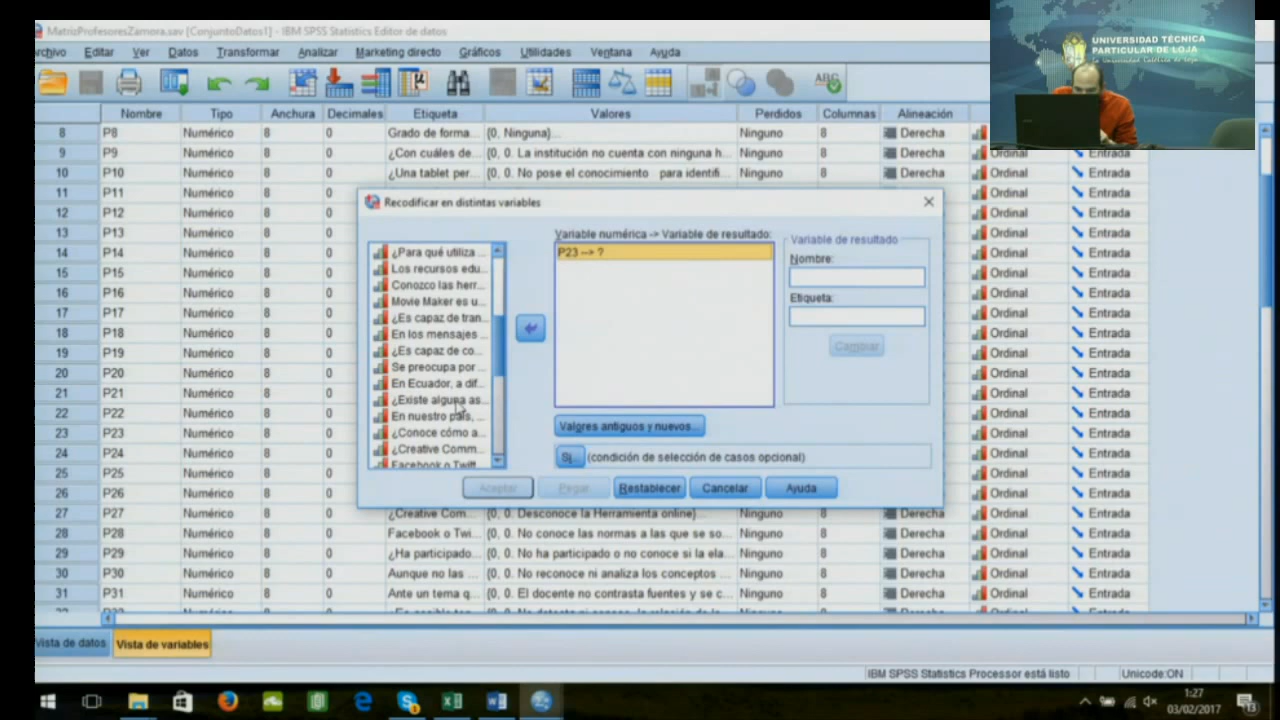 MatrizProfesoresZamora.sav [ConjuntoDatos1] - IBM SPSS Statistics Editor de datos
Archivo Editar Ver Datos Transformar Analizar Marketing directo Gráficos Utilidades Ventana Ayuda
UNIVERSIDAD TÉCNICA
PARTICULAR DE LOJA
La Universidad Católica de Loja
Nombre Tipo Anchura Decimales Etiqueta Valores Perdidos Columnas Alineación
8 P8 Numérico 8 0 Grado de forma... {0, Ninguna}... Ninguno 8 Derecha
9 P9 Numérico 8 0 ¿Con cuáles de... {0, 0. La institución no cuenta con ninguna h... Ninguno 8 Derecha Ordinal Entrada
10 P10 Numérico 8 0 ¿Una tablet per... {0, 0. No pose el conocimiento para identifi... Ninguno 8 Derecha Ordinal Entrada
11 P11 Numérico 8 0 Derecha Ordinal Entrada
12 P12 Numérico 8 0 Ordinal Entrada
13 P13 Numérico 8 0 Ordinal Entrada
14 P14 Numérico 8 0 Ordinal Entrada
15 P15 Numérico 8 0 Ordinal Entrada
16 P16 Numérico 8 0 Ordinal Entrada
17 P17 Numérico 8 0 Ordinal Entrada
18 P18 Numérico 8 0 Ordinal Entrada
19 P19 Numérico 8 0 Ordinal Entrada
20 P20 Numérico 8 0 Ordinal Entrada
21 P21 Numérico 8 0 Ordinal Entrada
22 P22 Numérico 8 0 Ordinal Entrada
23 P23 Numérico 8 0 Ordinal Entrada
24 P24 Numérico 8 0 Ordinal Entrada
25 P25 Numérico 8 0 Ordinal Entrada
26 P26 Numérico 8 0 Ordinal Entrada
27 P27 Numérico 8 0 ¿Creative Com... {0, 0. Desconoce la Herramienta online}... Ninguno 8 Derecha Ordinal Entrada
28 P28 Numérico 8 0 Facebook o Twi... {0, 0. No conoce las normas a las que se so... Ninguno 8 Derecha Ordinal Entrada
29 P29 Numérico 8 0 ¿Ha participado... {0, 0. No ha participado o no conoce si la ela... Ninguno 8 Derecha Ordinal Entrada
30 P30 Numérico 8 0 Aunque no las ... {0, 0. No reconoce ni analiza los conceptos ... Ninguno 8 Derecha Ordinal Entrada
31 P31 Numérico 8 0 Ante un tema q... {0, 0. El docente no contrasta fuentes y se c... Ninguno 8 Derecha Ordinal Entrada
Recodificar en distintas variables
¿Para qué utiliza ...
Los recursos edu...
Conozco las herr...
Movie Maker es u...
¿Es capaz de tran...
En los mensajes ...
¿Es capaz de co...
Se preocupa por ...
En Ecuador, a dif...
¿Existe alguna as...
En nuestro país, ...
¿Conoce cómo a...
¿Creative Comm...
Facebook o Twitt...
Variable numérica -> Variable de resultado:
P23 --> ?
Variable de resultado
Nombre:
Etiqueta:
Cambiar
Valores antiguos y nuevos...
Si... (condición de selección de casos opcional)
Aceptar Pegar Restablecer Cancelar Ayuda
Vista de datos Vista de variables
IBM SPSS Statistics Processor está listo Unicode:ON
1:27
03/02/2017
13